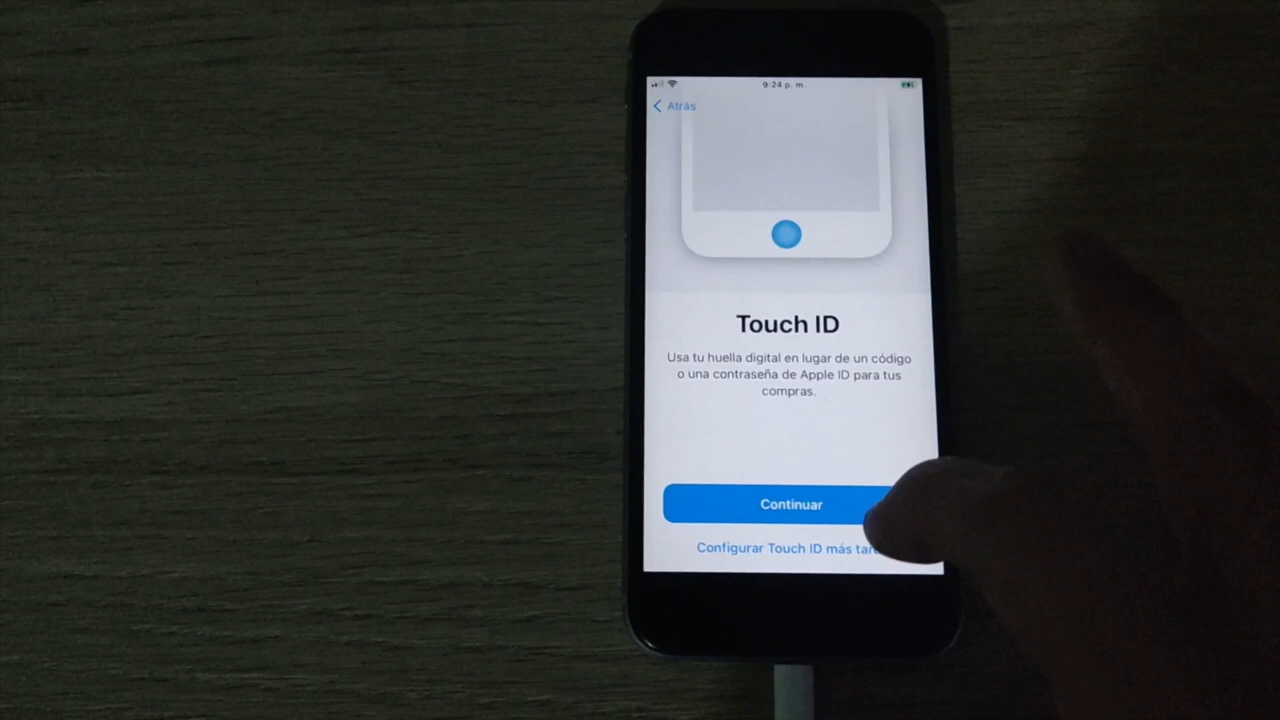 9:24 p. m.
Atrás
Touch ID
Usa tu huella digital en lugar de un código
o una contraseña de Apple ID para tus
compras.
Continuar
Configurar Touch ID más